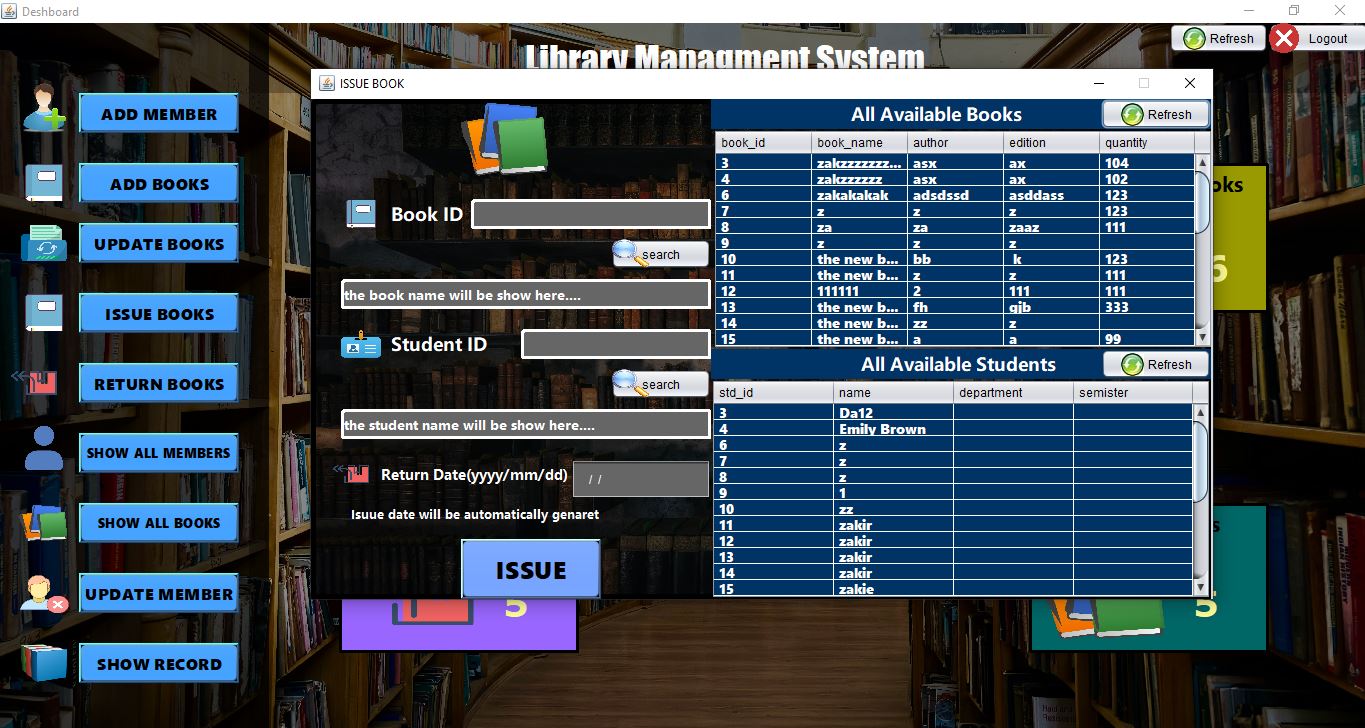 Deshboard
Refresh
Logout
Library Managment System
ADD MEMBER
ADD BOOKS
UPDATE BOOKS
ISSUE BOOKS
RETURN BOOKS
SHOW ALL MEMBERS
SHOW ALL BOOKS
UPDATE MEMBER
SHOW RECORD
ISSUE BOOK
Book ID
search
the book name will be show here....
Student ID
search
the student name will be show here....
Return Date(yyyy/mm/dd) / /
Isuue date will be automatically genaret
ISSUE
All Available Books
Refresh
book_id book_name author edition quantity
3 zakzzzzzzz... asx ax 104
4 zakzzzzzz asx ax 102
6 zakakakak adsdssd asddass 123
7 z z z 123
8 za za zaaz 111
9 z z z
10 the new b... bb k 123
11 the new b... z z 111
12 111111 2 111 111
13 the new b... fh gjb 333
14 the new b... zz z
15 the new b... a a 99
All Available Students
Refresh
std_id name department semister
3 Da12
4 Emily Brown
6 z
7 z
8 z
9 1
10 zz
11 zakir
12 zakir
13 zakir
14 zakir
15 zakie
oks
6
5
s
5